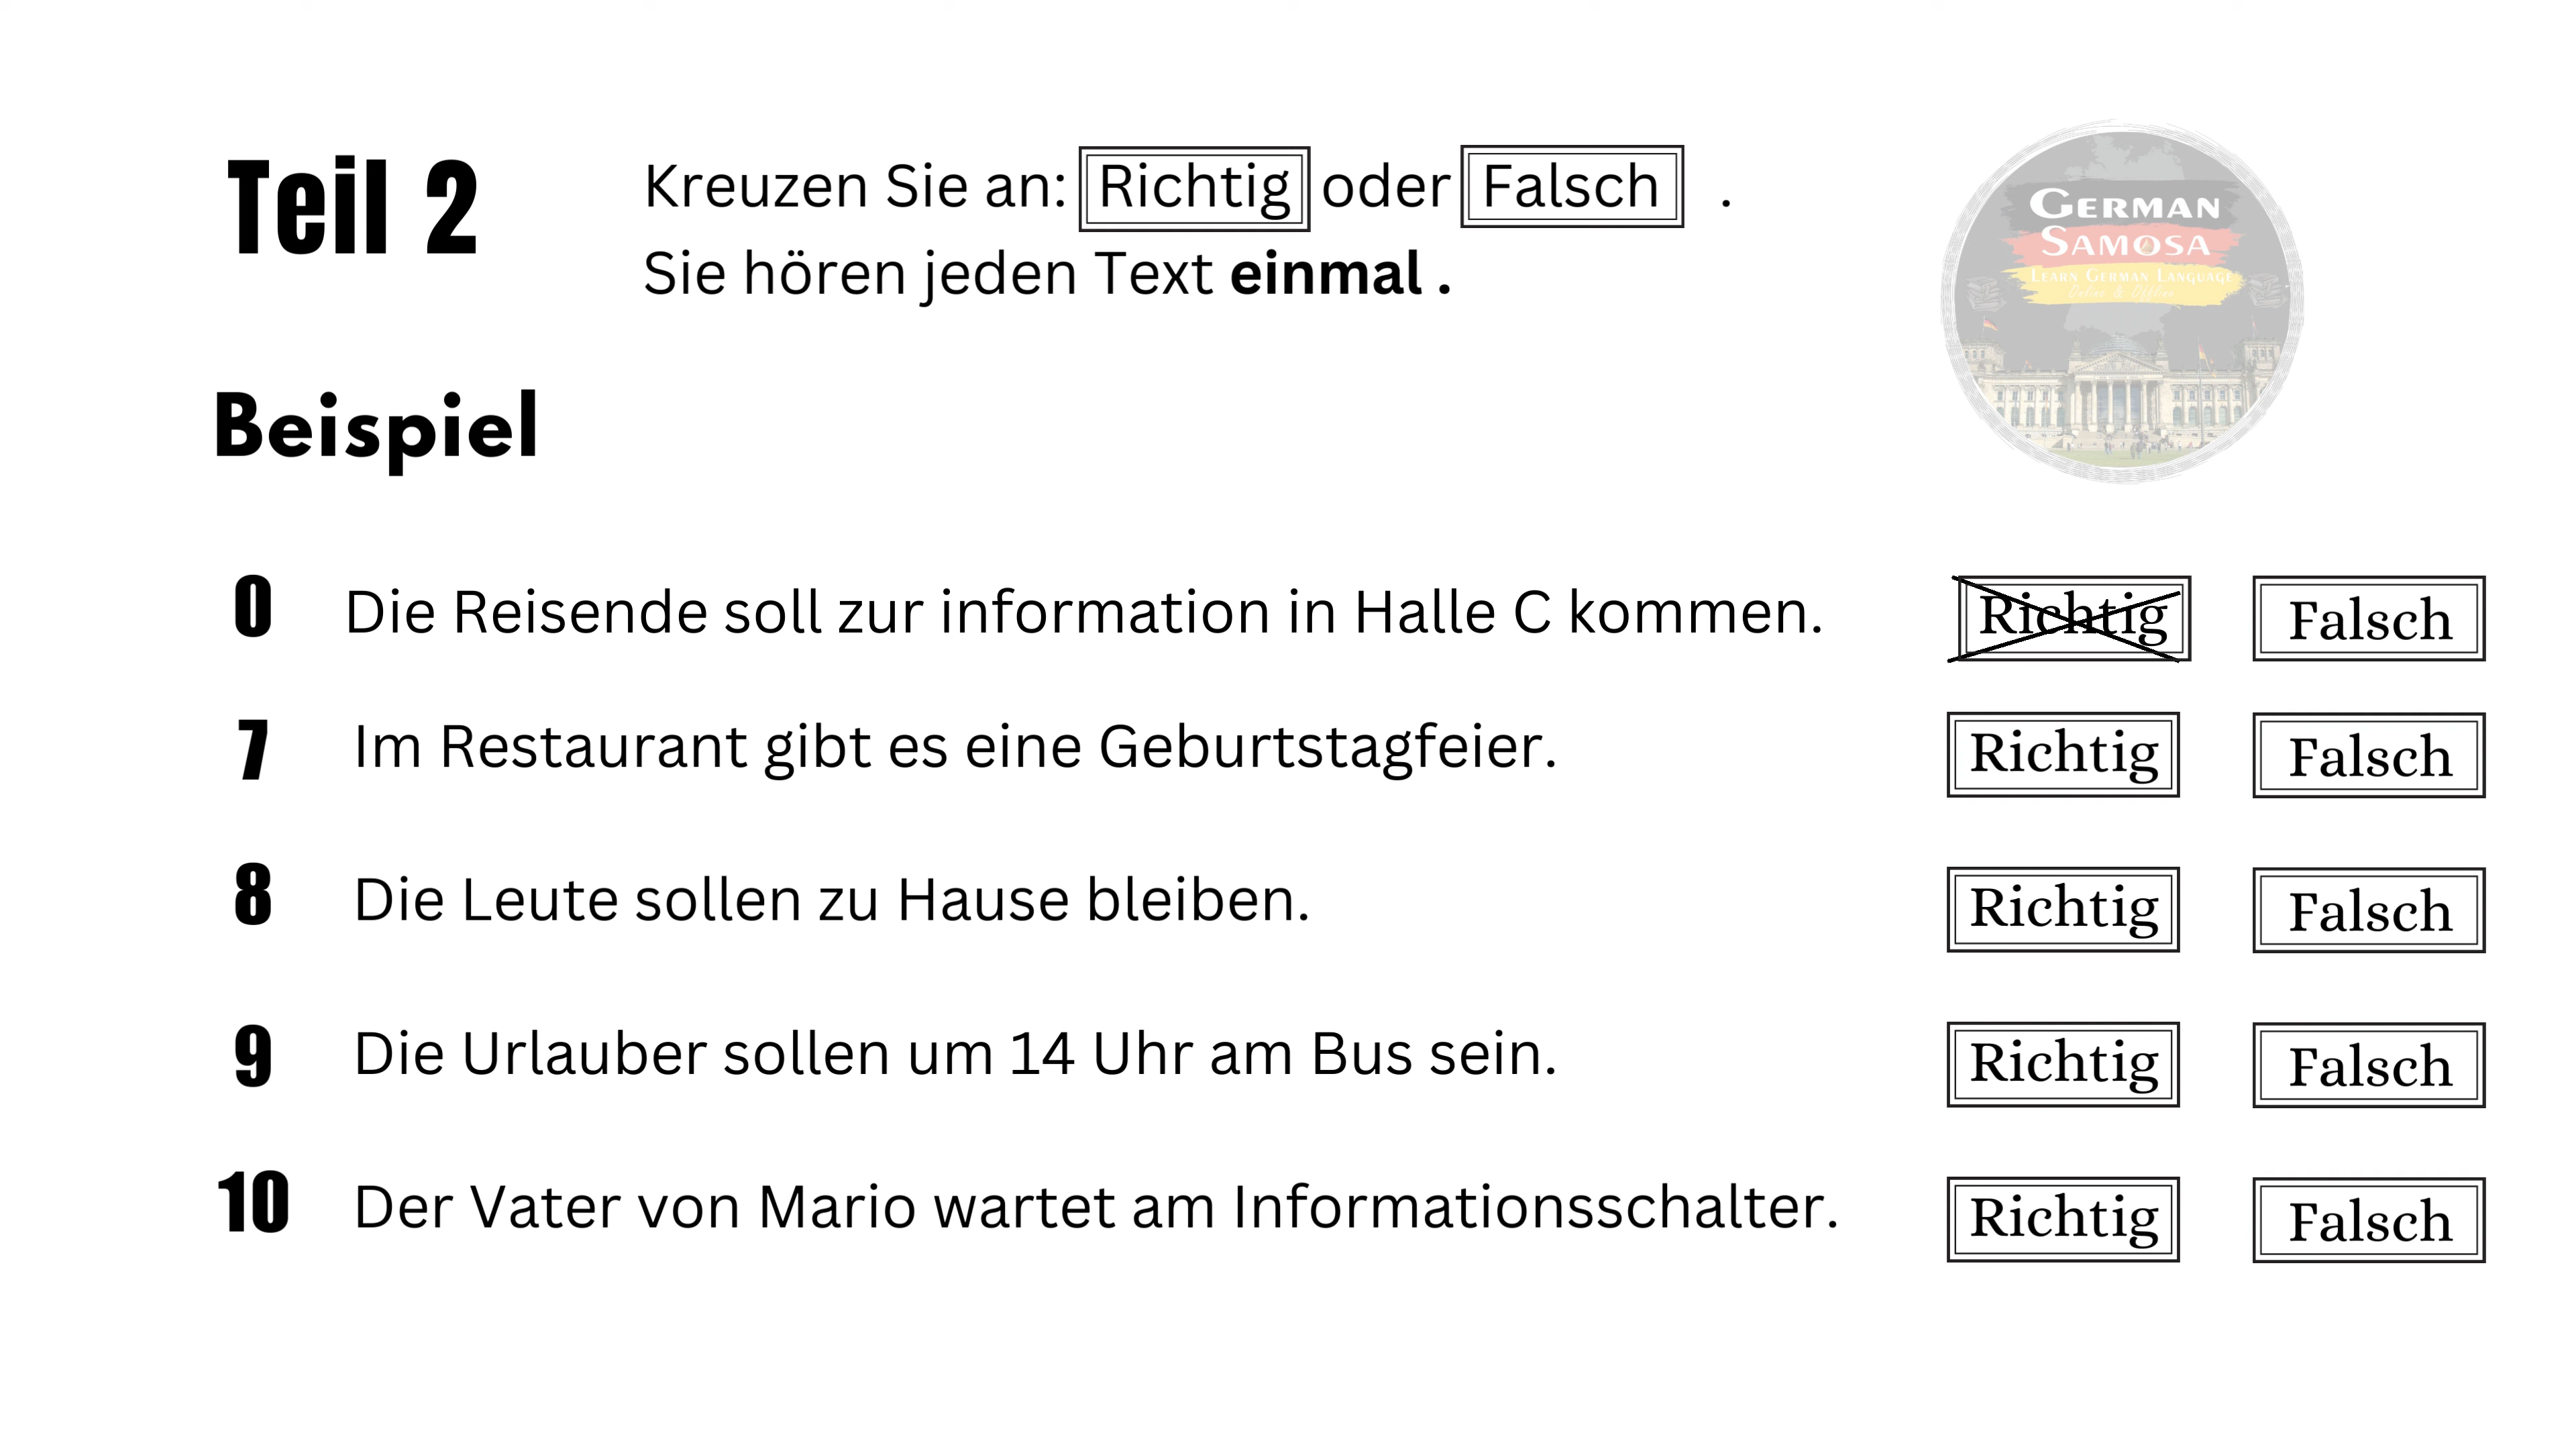 Teil 2
Kreuzen Sie an: Richtig oder Falsch .
Sie hören jeden Text einmal .
GERMAN
SAMOSA
LEARN GERMAN LANGUAGE
Online & Offline
Beispiel
0 Die Reisende soll zur information in Halle C kommen. Richtig Falsch
7 Im Restaurant gibt es eine Geburtstagfeier. Richtig Falsch
8 Die Leute sollen zu Hause bleiben. Richtig Falsch
9 Die Urlauber sollen um 14 Uhr am Bus sein. Richtig Falsch
10 Der Vater von Mario wartet am Informationsschalter. Richtig Falsch